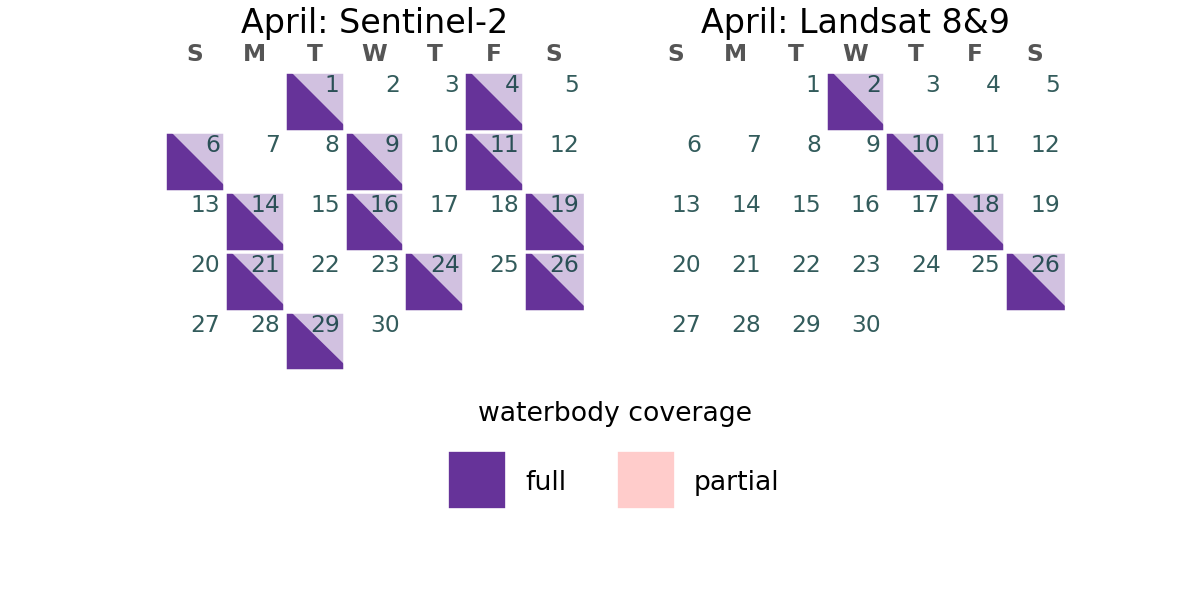 April: Sentinel-2
S M T W T F S
1 2 3 4 5
6 7 8 9 10 11 12
13 14 15 16 17 18 19
20 21 22 23 24 25 26
27 28 29 30
April: Landsat 8&9
S M T W T F S
1 2 3 4 5
6 7 8 9 10 11 12
13 14 15 16 17 18 19
20 21 22 23 24 25 26
27 28 29 30
waterbody coverage
full partial